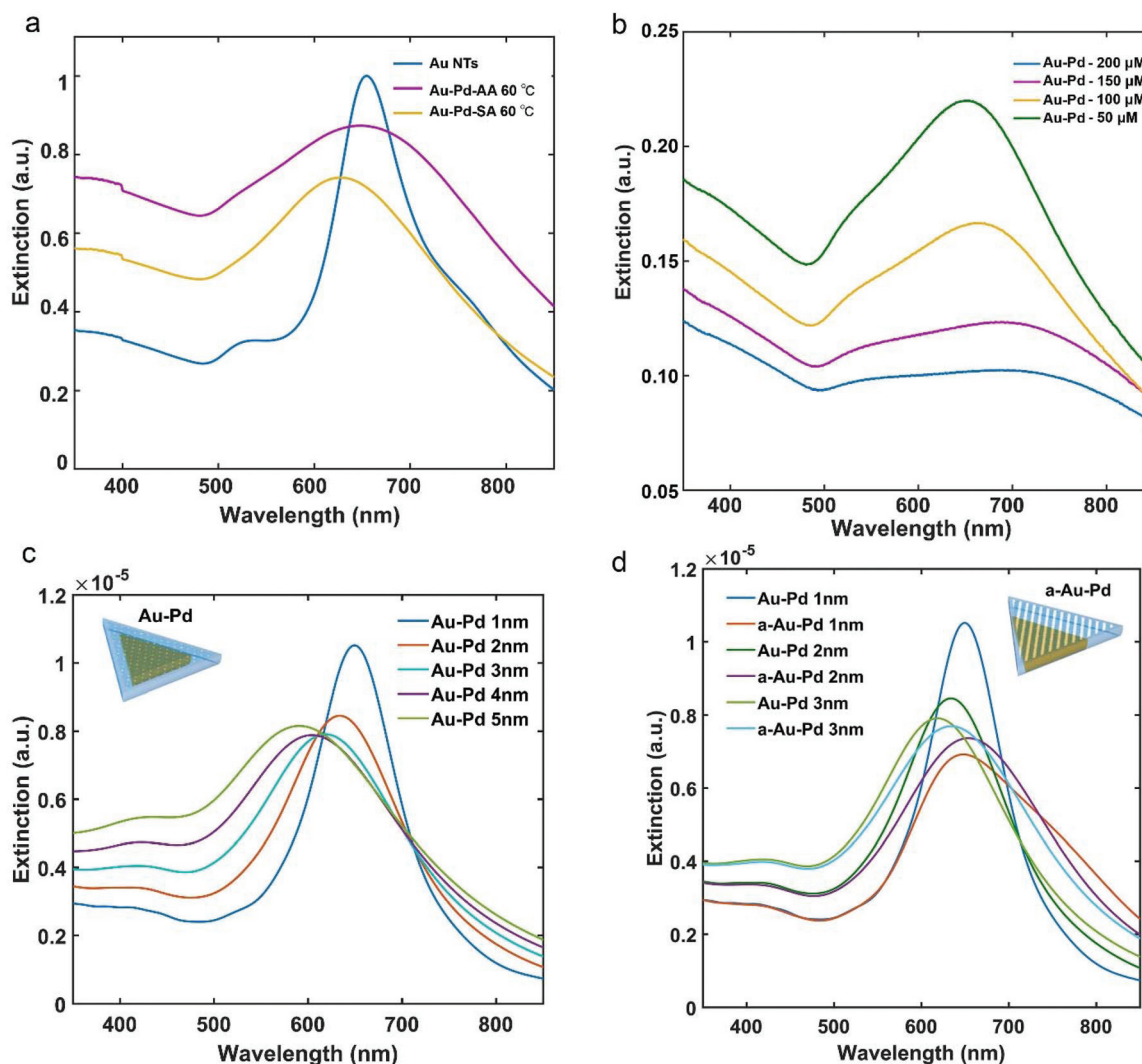 a
1
0.8
0.6
0.4
0.2
0
Extinction (a.u.)
400 500 600 700 800
Wavelength (nm)
Au NTs
Au-Pd-AA 60 ℃
Au-Pd-SA 60 ℃
b
0.25
0.20
0.15
0.10
0.05
Extinction (a.u.)
400 500 600 700 800
Wavelength (nm)
Au-Pd - 200 µM
Au-Pd - 150 µM
Au-Pd - 100 µM
Au-Pd - 50 µM
c
×10-5
1.2
1
0.8
0.6
0.4
0.2
0
Extinction (a.u.)
400 500 600 700 800
Wavelength (nm)
Au-Pd
Au-Pd 1nm
Au-Pd 2nm
Au-Pd 3nm
Au-Pd 4nm
Au-Pd 5nm
d
×10-5
1.2
1
0.8
0.6
0.4
0.2
0
Extinction (a.u.)
400 500 600 700 800
Wavelength (nm)
Au-Pd 1nm
a-Au-Pd 1nm
Au-Pd 2nm
a-Au-Pd 2nm
Au-Pd 3nm
a-Au-Pd 3nm
a-Au-Pd